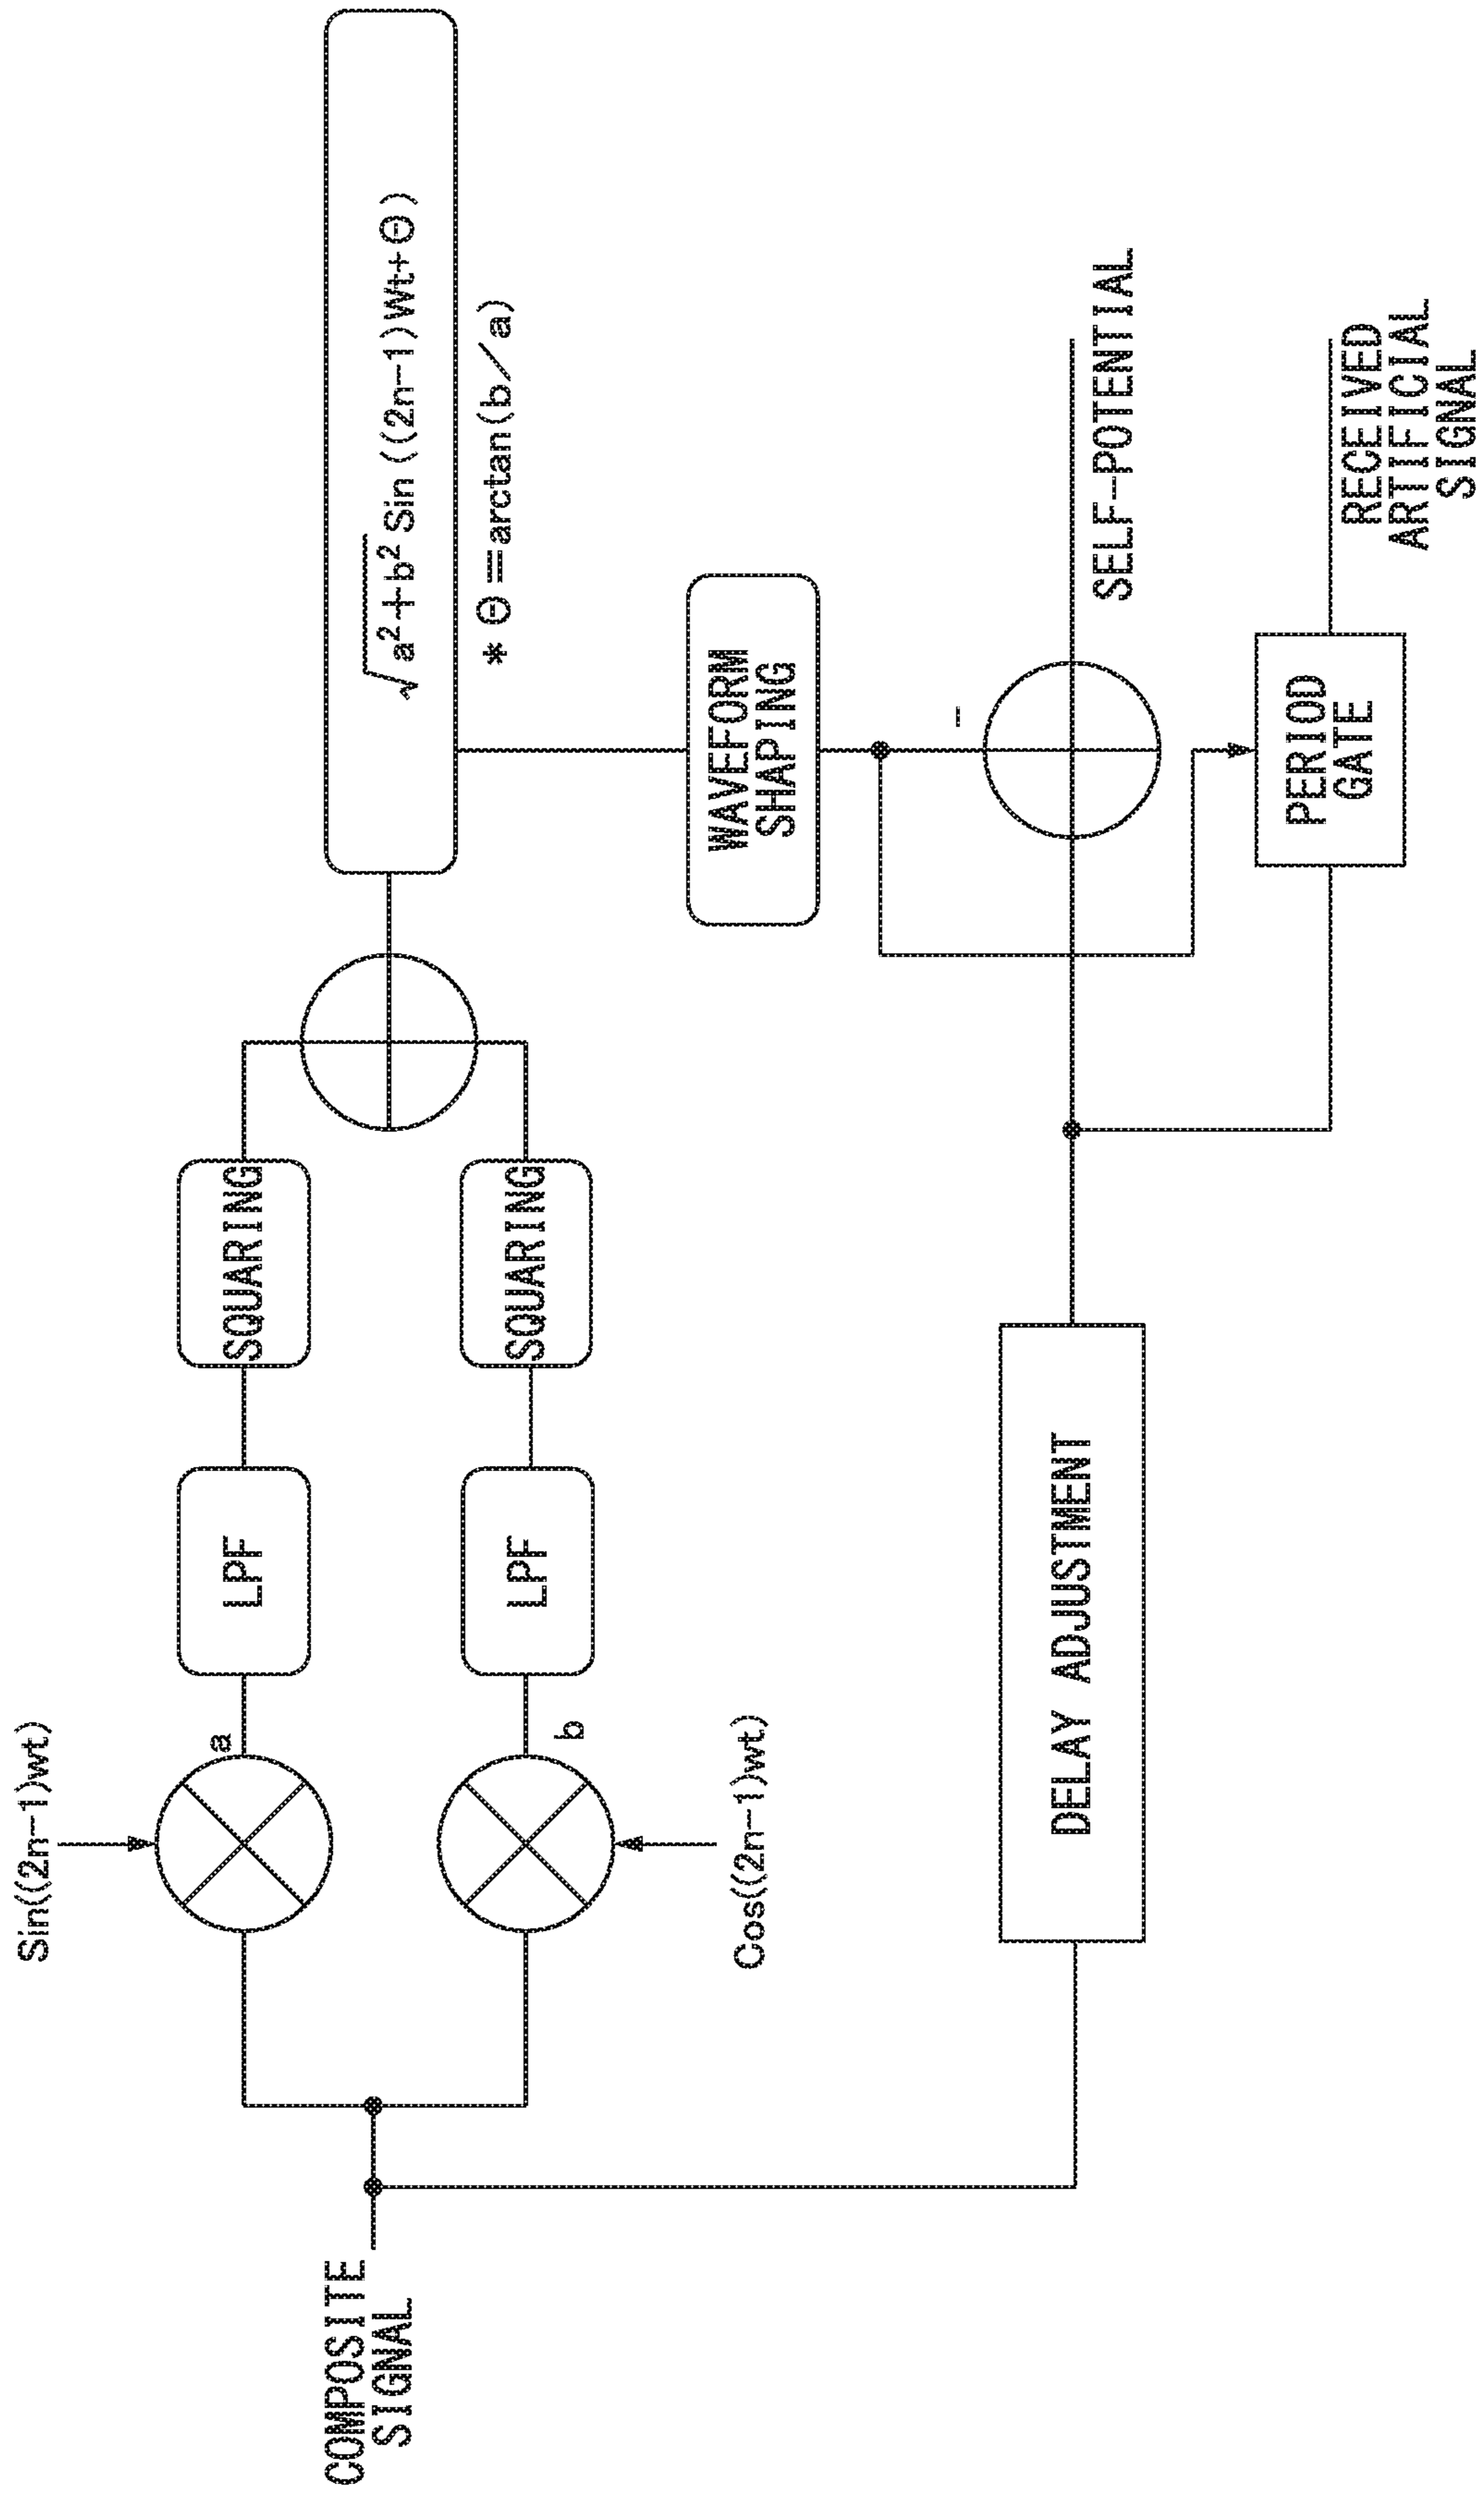 Sin((2n-1)wt)
COMPOSITE
SIGNAL
a
LPF
SQUARING
√a²+b² Sin((2n-1)Wt+Θ)
*Θ=arctan(b/a)
b
LPF
SQUARING
Cos((2n-1)wt)
WAVEFORM
SHAPING
-
DELAY ADJUSTMENT
SELF-POTENTIAL
PERIOD
GATE
RECEIVED
ARTIFICIAL
SIGNAL